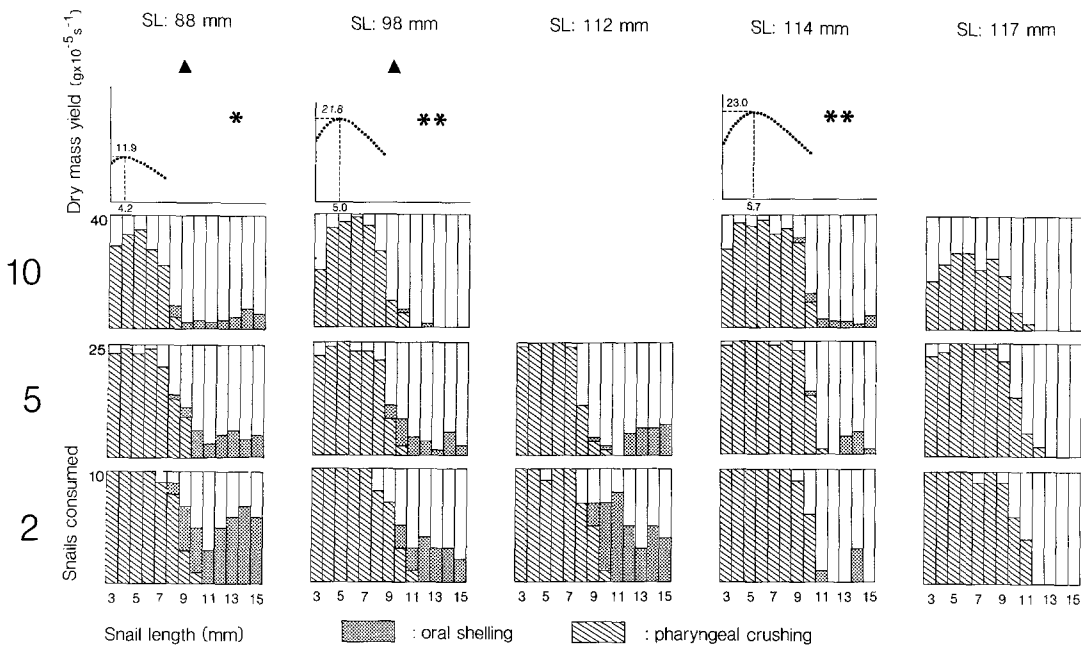 SL: 88 mm
SL: 98 mm
SL: 112 mm
SL: 114 mm
SL: 117 mm
Dry mass yield (gx10⁻⁵s⁻¹)
▲
▲
*
**
**
11.9
21.8
23.0
4.2
5.0
5.7
10
40
5
25
2
10
Snails consumed
3 5 7 9 11 13 15
3 5 7 9 11 13 15
3 5 7 9 11 13 15
3 5 7 9 11 13 15
3 5 7 9 11 13 15
Snail length (mm)
: oral shelling
: pharyngeal crushing